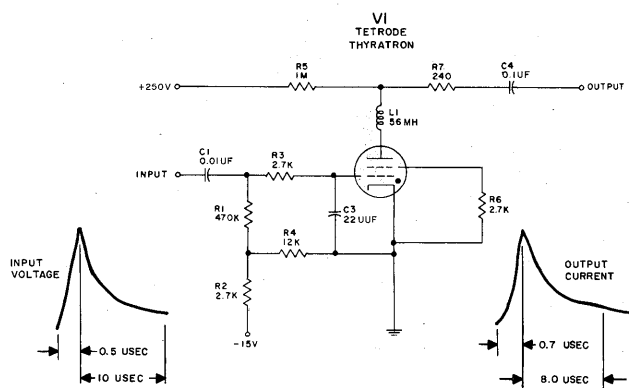 V1
TETRODE
THYRATRON
+250V
R5
1M
R7
240
C4
0.1UF
OUTPUT
L1
56MH
INPUT
C1
0.01UF
R3
2.7K
R1
470K
R4
12K
C3
22UUF
R6
2.7K
R2
2.7K
-15V
INPUT
VOLTAGE
0.5 USEC
10 USEC
OUTPUT
CURRENT
0.7 USEC
8.0 USEC